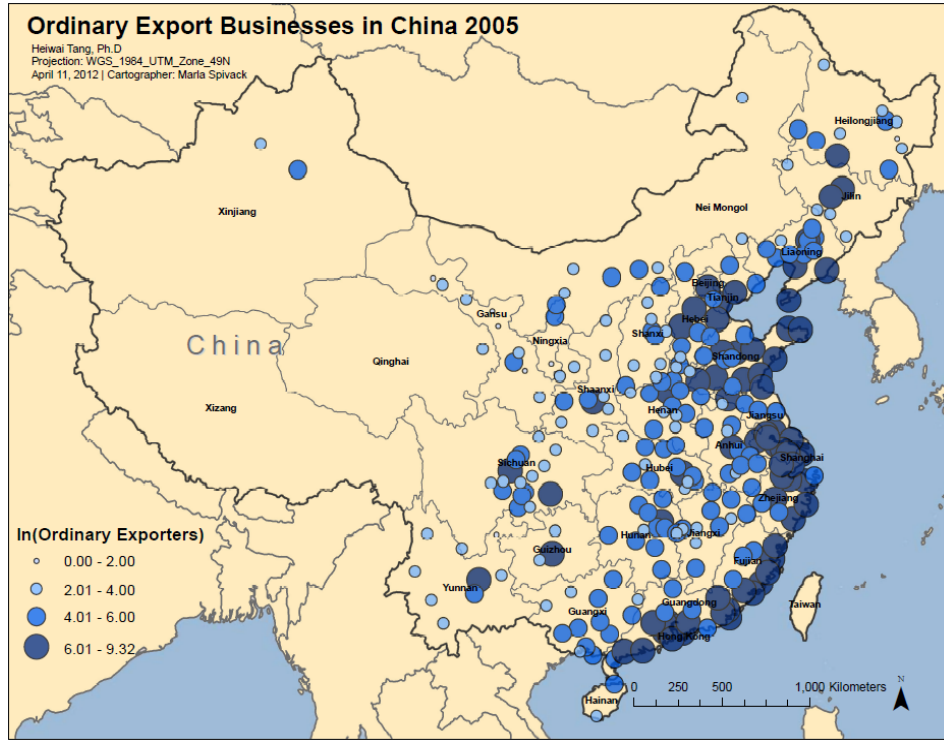 Ordinary Export Businesses in China 2005
Heiwai Tang, Ph.D
Projection: WGS_1984_UTM_Zone_49N
April 11, 2012 | Cartographer: Marla Spivack
Heilongjiang
Xinjiang
Nei Mongol
Jilin
Liaoning
Beijing
Tianjin
Gansu
Hebei
Ningxia
Shanxi
China
Qinghai
Shandong
Shaanxi
Xizang
Henan
Jiangsu
Anhui
Shanghai
Sichuan
Hubei
Zhejiang
Hunan
Jiangxi
Guizhou
Fujian
Yunnan
Guangxi
Guangdong
Taiwan
Hong Kong
Hainan
ln(Ordinary Exporters)
0.00 - 2.00
2.01 - 4.00
4.01 - 6.00
6.01 - 9.32
0 250 500 1,000 Kilometers
N